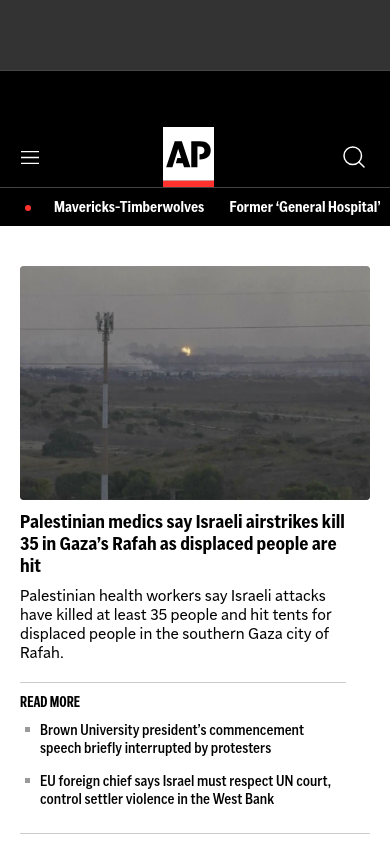 AP
Mavericks-Timberwolves Former ‘General Hospital’
Palestinian medics say Israeli airstrikes kill
35 in Gaza’s Rafah as displaced people are
hit
Palestinian health workers say Israeli attacks
have killed at least 35 people and hit tents for
displaced people in the southern Gaza city of
Rafah.
READ MORE
Brown University president’s commencement
speech briefly interrupted by protesters
EU foreign chief says Israel must respect UN court,
control settler violence in the West Bank